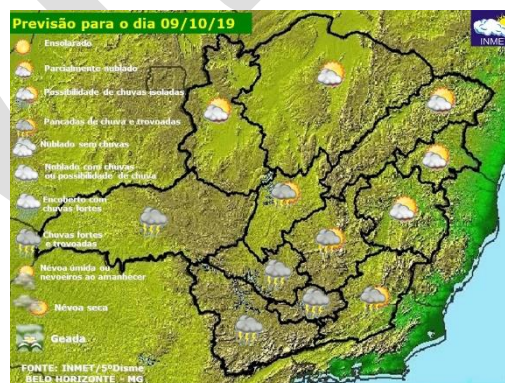 Previsão para o dia 09/10/19
INMET
Ensolarado
Parcialmente nublado
Possibilidade de chuvas isoladas
Pancadas de chuva e trovoadas
Nublado sem chuvas
Nublado com chuvas
ou possibilidade de chuva
Encoberto com
chuvas fortes
Chuvas fortes
e trovoadas
Névoa úmida ou
nevoeiros ao amanhecer
Névoa seca
Geada
FONTE: INMET/5ºDisme
BELO HORIZONTE - MG